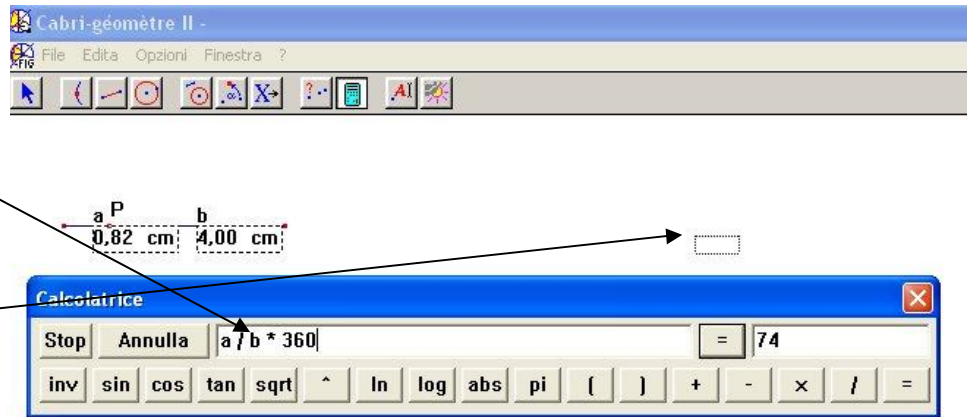 Cabri-géomètre II -
File Edita Opzioni Finestra ?
A
a P b
0,82 cm 4,00 cm
Calcolatrice
Stop Annulla a / b * 360 = 74
inv sin cos tan sqrt ^ ln log abs pi ( ) + - x / =